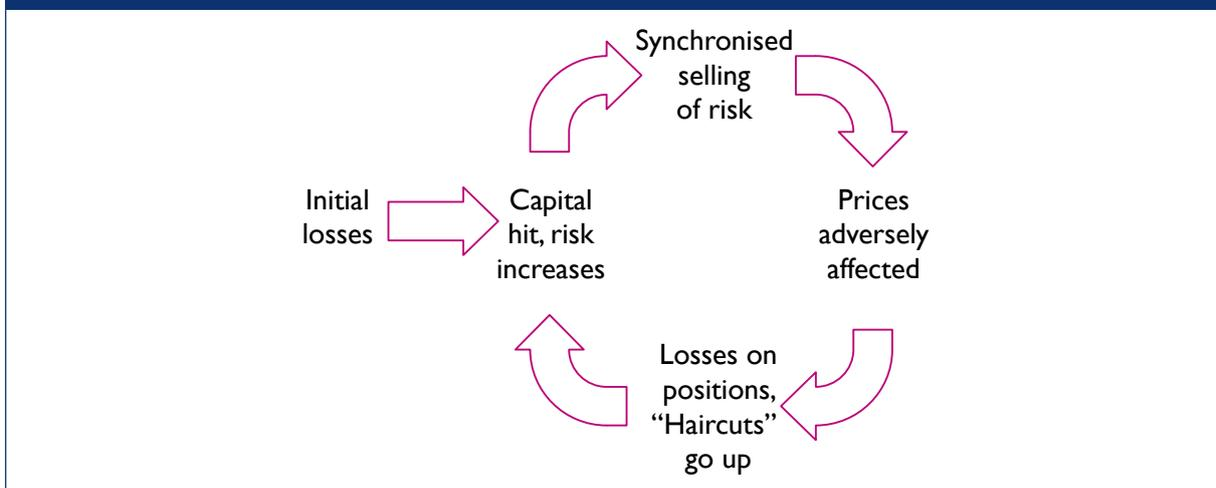 Initial
losses
Capital
hit, risk
increases
Synchronised
selling
of risk
Prices
adversely
affected
Losses on
positions,
“Haircuts”
go up